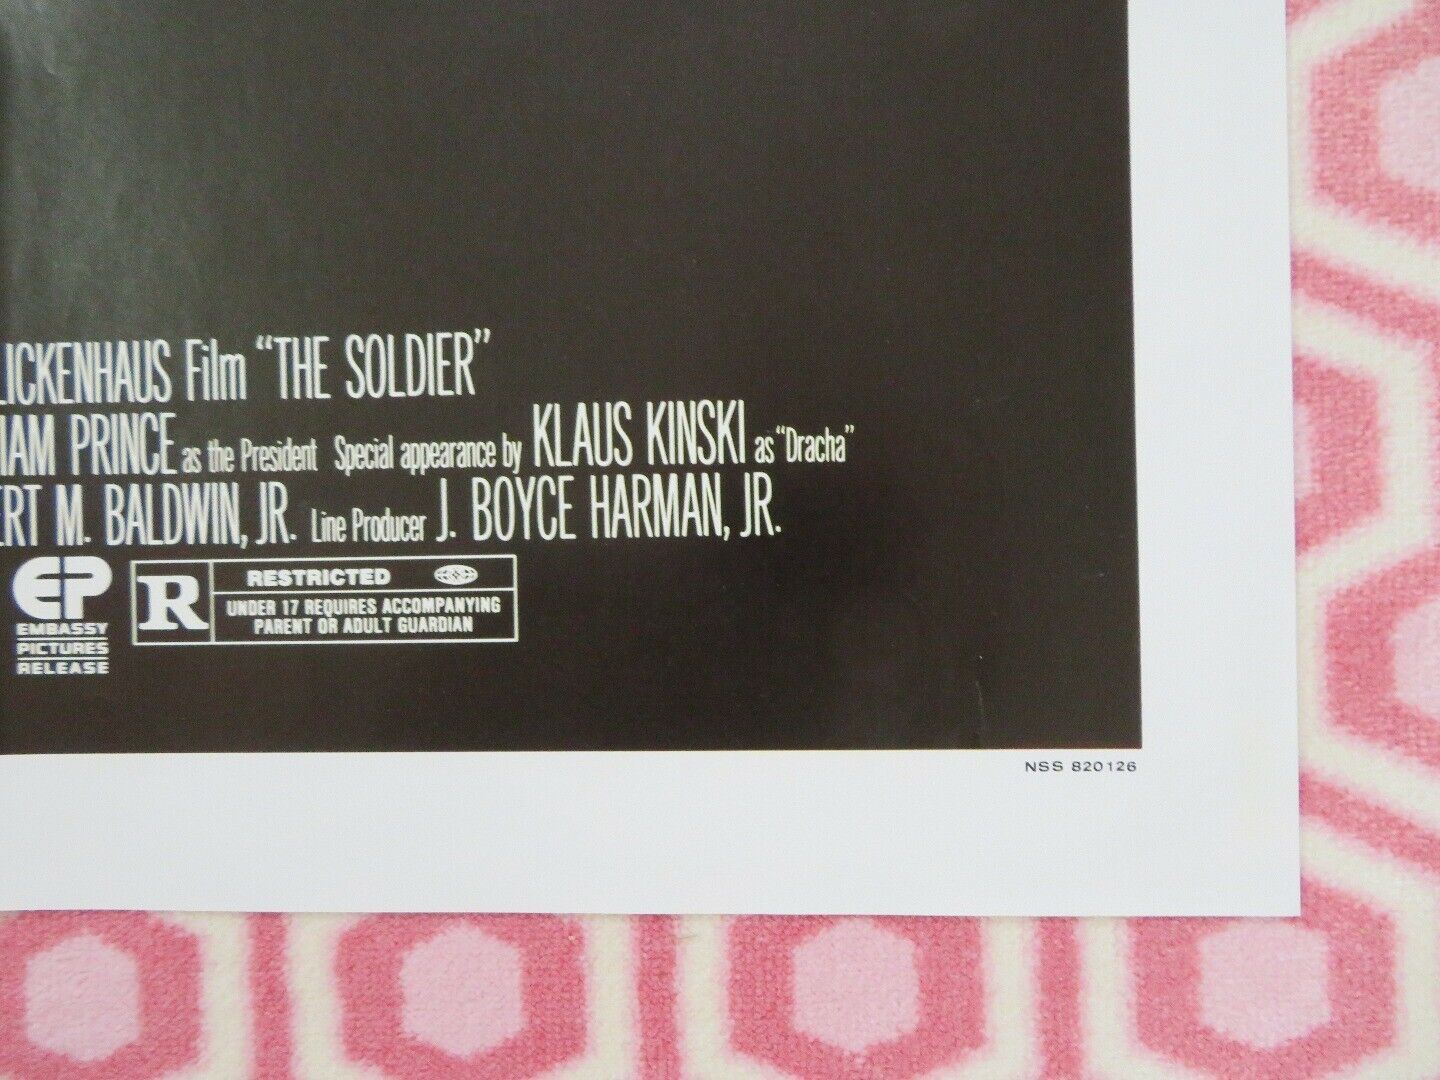 LICKENHAUS Film "THE SOLDIER"
IAM PRINCE as the President Special appearance by KLAUS KINSKI as "Dracha"
ERT M. BALDWIN, JR. Line Producer J. BOYCE HARMAN, JR.
EP
EMBASSY
PICTURES
RELEASE
R
RESTRICTED
UNDER 17 REQUIRES ACCOMPANYING
PARENT OR ADULT GUARDIAN
NSS 820126